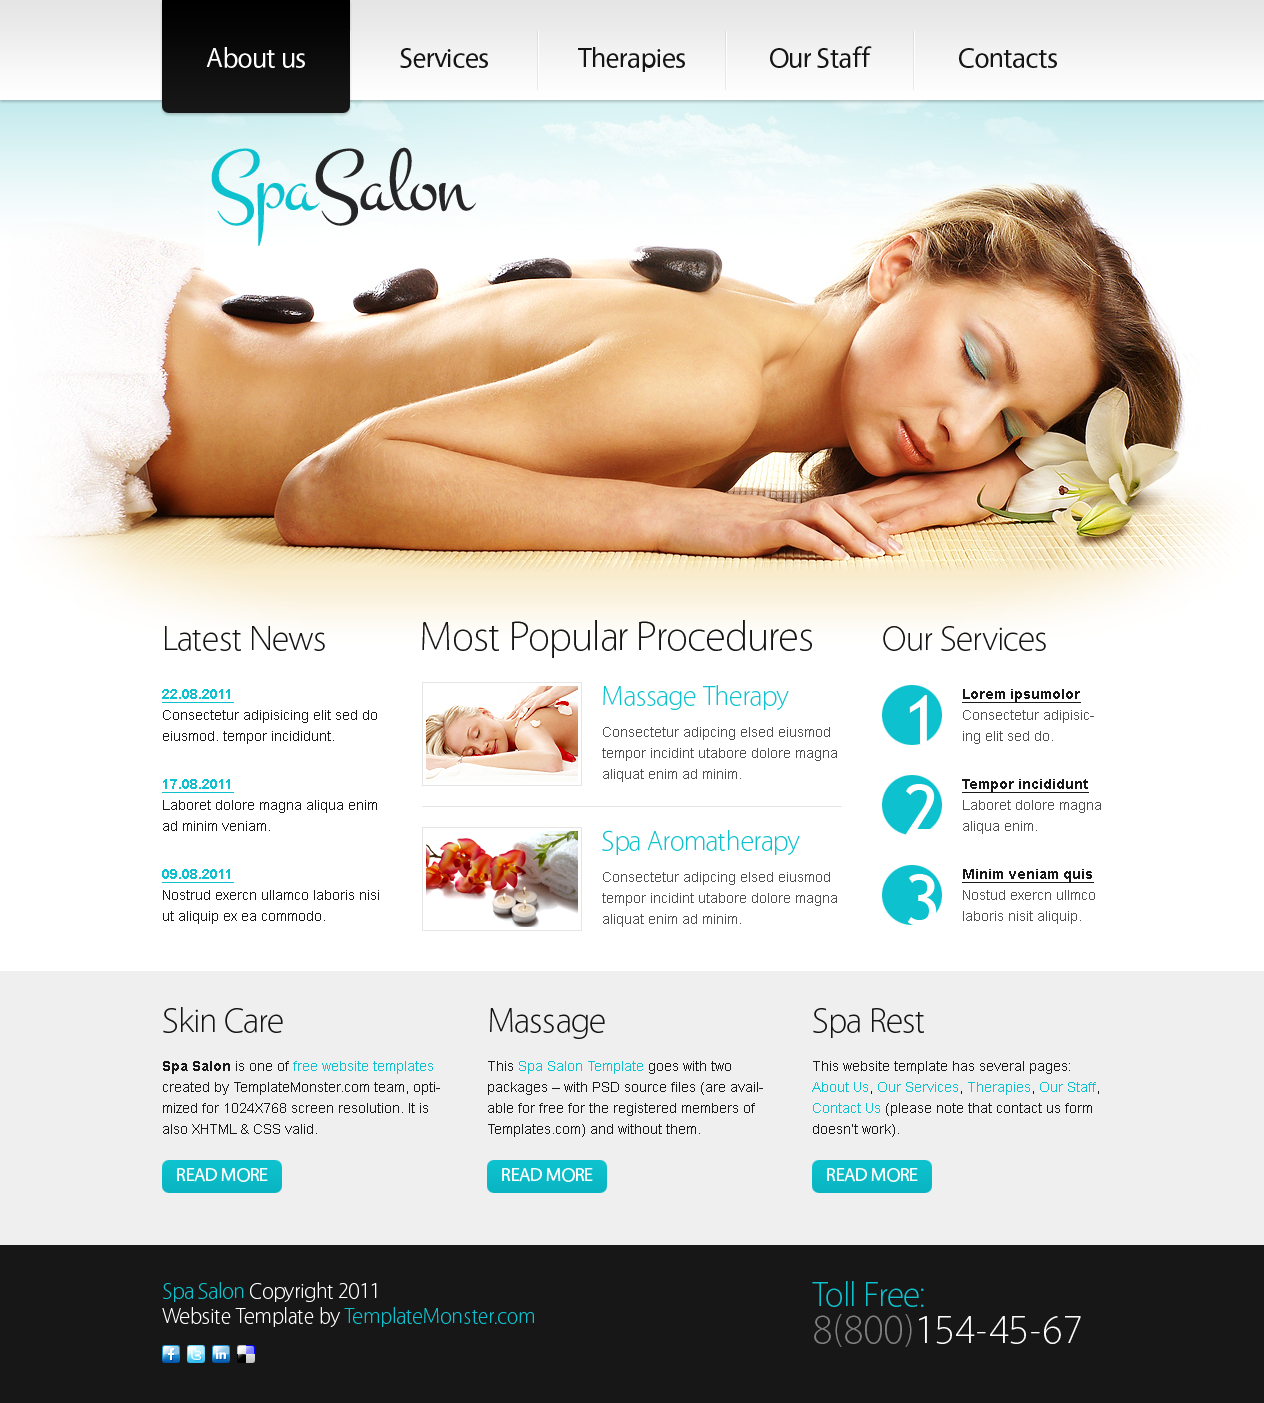 About us
Services
Therapies
Our Staff
Contacts
SpaSalon
Latest News
22.08.2011
Consectetur adipisicing elit sed do
eiusmod. tempor incididunt.
17.08.2011
Laboret dolore magna aliqua enim
ad minim veniam.
09.08.2011
Nostrud exercn ullamco laboris nisi
ut aliquip ex ea commodo.
Most Popular Procedures
Massage Therapy
Consectetur adipcing elsed eiusmod
tempor incidint utabore dolore magna
aliquat enim ad minim.
Spa Aromatherapy
Consectetur adipcing elsed eiusmod
tempor incidint utabore dolore magna
aliquat enim ad minim.
Our Services
1
Lorem ipsumolor
Consectetur adipisic-
ing elit sed do.
2
Tempor incididunt
Laboret dolore magna
aliqua enim.
3
Minim veniam quis
Nostud exercn ullmco
laboris nisit aliquip.
Skin Care
Spa Salon is one of free website templates
created by TemplateMonster.com team, opti-
mized for 1024X768 screen resolution. It is
also XHTML & CSS valid.
READ MORE
Massage
This Spa Salon Template goes with two
packages – with PSD source files (are avail-
able for free for the registered members of
Templates.com) and without them.
READ MORE
Spa Rest
This website template has several pages:
About Us, Our Services, Therapies, Our Staff,
Contact Us (please note that contact us form
doesn't work).
READ MORE
Spa Salon Copyright 2011
Website Template by TemplateMonster.com
Toll Free:
8(800)154-45-67